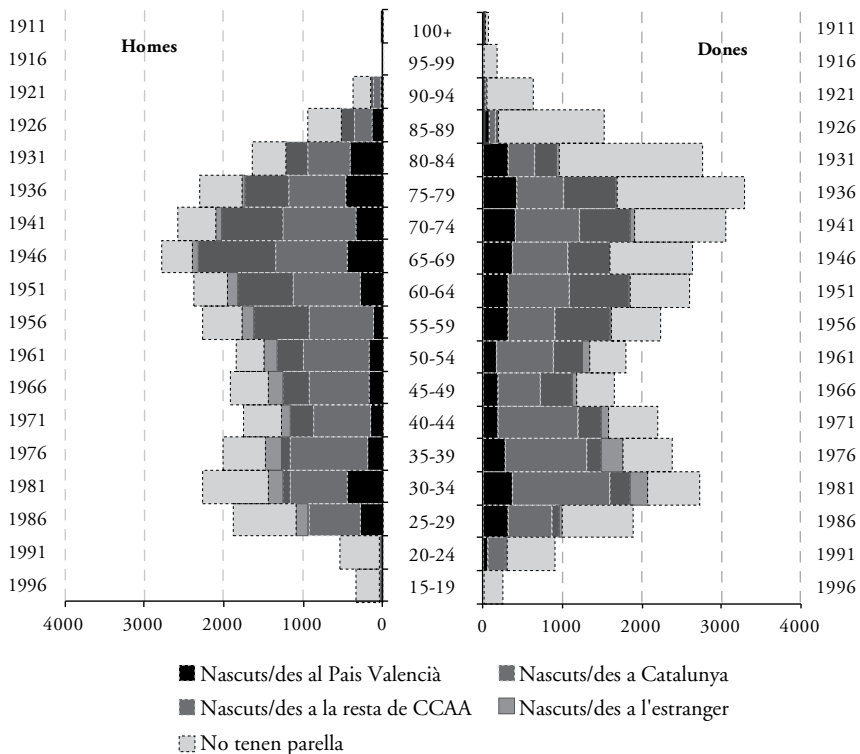 Homes
Dones
1911 100+ 1911
1916 95-99 1916
1921 90-94 1921
1926 85-89 1926
1931 80-84 1931
1936 75-79 1936
1941 70-74 1941
1946 65-69 1946
1951 60-64 1951
1956 55-59 1956
1961 50-54 1961
1966 45-49 1966
1971 40-44 1971
1976 35-39 1976
1981 30-34 1981
1986 25-29 1986
1991 20-24 1991
1996 15-19 1996
4000 3000 2000 1000 0 0 1000 2000 3000 4000
Nascuts/des al Pais Valencià Nascuts/des a Catalunya
Nascuts/des a la resta de CCAA Nascuts/des a l'estranger
No tenen parella